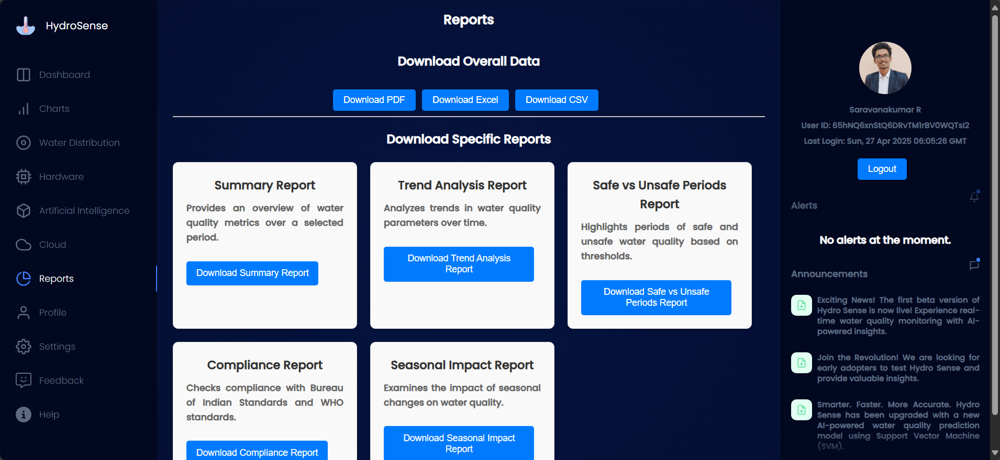 HydroSense
Dashboard
Charts
Water Distribution
Hardware
Artificial Intelligence
Cloud
Reports
Profile
Settings
Feedback
Help
Reports
Download Overall Data
Download PDF
Download Excel
Download CSV
Download Specific Reports
Summary Report
Provides an overview of water
quality metrics over a selected
period.
Download Summary Report
Trend Analysis Report
Analyzes trends in water quality
parameters over time.
Download Trend Analysis
Report
Safe vs Unsafe Periods
Report
Highlights periods of safe and
unsafe water quality based on
thresholds.
Download Safe vs Unsafe
Periods Report
Compliance Report
Checks compliance with Bureau
of Indian Standards and WHO
standards.
Download Compliance Report
Seasonal Impact Report
Examines the impact of seasonal
changes on water quality.
Download Seasonal Impact
Report
Saravanakumar R
User ID: 65hNQ6xnStQ6DRvTM1rBV0WQTsI2
Last Login: Sun, 27 Apr 2025 06:05:26 GMT
Logout
Alerts
No alerts at the moment.
Announcements
Exciting News! The first beta version of
Hydro Sense is now live! Experience real-
time water quality monitoring with AI-
powered insights.
Join the Revolution! We are looking for
early adopters to test Hydro Sense and
provide valuable insights.
Smarter. Faster. More Accurate. Hydro
Sense has been upgraded with a new
AI-powered water quality prediction
model using Support Vector Machine
(SVM).